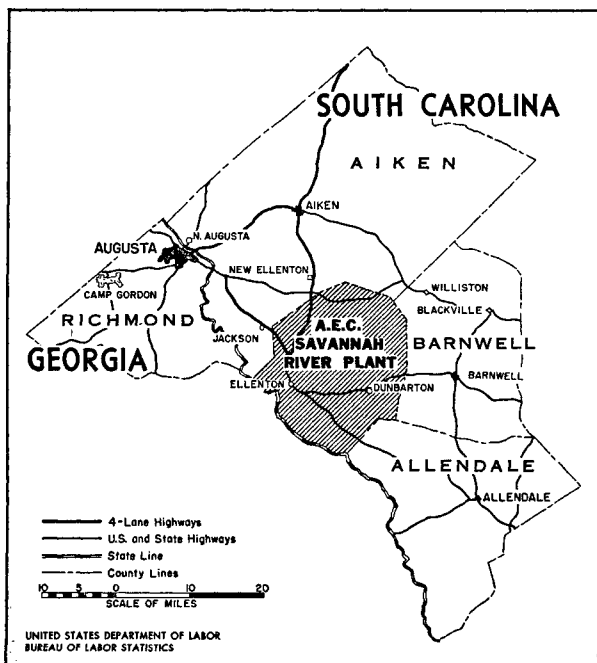 SOUTH CAROLINA
AIKEN
AIKEN
N. AUGUSTA
AUGUSTA
NEW ELLENTON
CAMP GORDON
WILLISTON
BLACKVILLE
RICHMOND
JACKSON
A.E.C.
SAVANNAH
RIVER PLANT
BARNWELL
GEORGIA
ELLENTON
DUNBARTON
BARNWELL
ALLENDALE
ALLENDALE
4-Lane Highways
U.S. and State Highways
State Line
County Lines
10 5 0 10 20
SCALE OF MILES
UNITED STATES DEPARTMENT OF LABOR
BUREAU OF LABOR STATISTICS